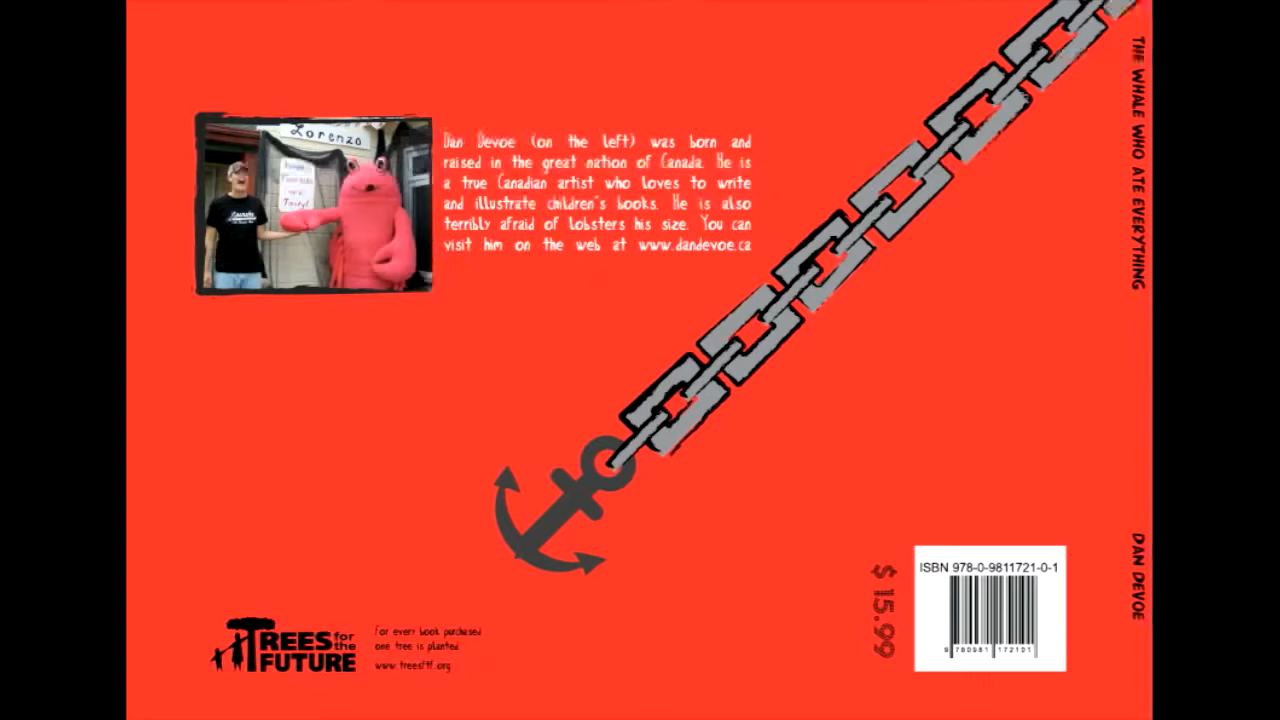 Lorenzo
Dan Devoe (on the left) was born and
raised in the great nation of Canada. He is
a true Canadian artist who loves to write
and illustrate children's books. He is also
terribly afraid of lobsters his size. You can
visit him on the web at www.dandevoe.ca
THE WHALE WHO ATE EVERYTHING
DAN DEVOE
TREES for the
FUTURE
For every book purchased
one tree is planted
www.treesftf.org
$ 15.99
ISBN 978-0-9811721-0-1
9 780981 172101